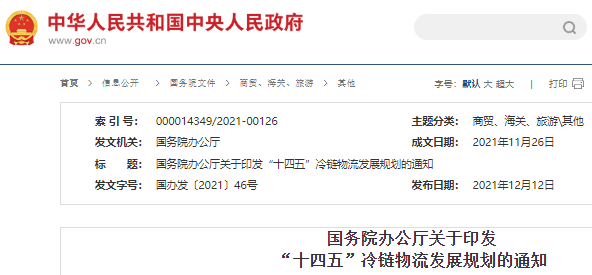 中华人民共和国中央人民政府
www.gov.cn
首页 > 信息公开 > 国务院文件 > 商贸、海关、旅游 > 其他
字号：默认 大 超大 | 打印
索 引 号： 000014349/2021-00126 主题分类： 商贸、海关、旅游\其他
发文机关： 国务院办公厅 成文日期： 2021年11月26日
标 题： 国务院办公厅关于印发“十四五”冷链物流发展规划的通知
发文字号： 国办发〔2021〕46号 发布日期： 2021年12月12日
国务院办公厅关于印发
“十四五”冷链物流发展规划的通知